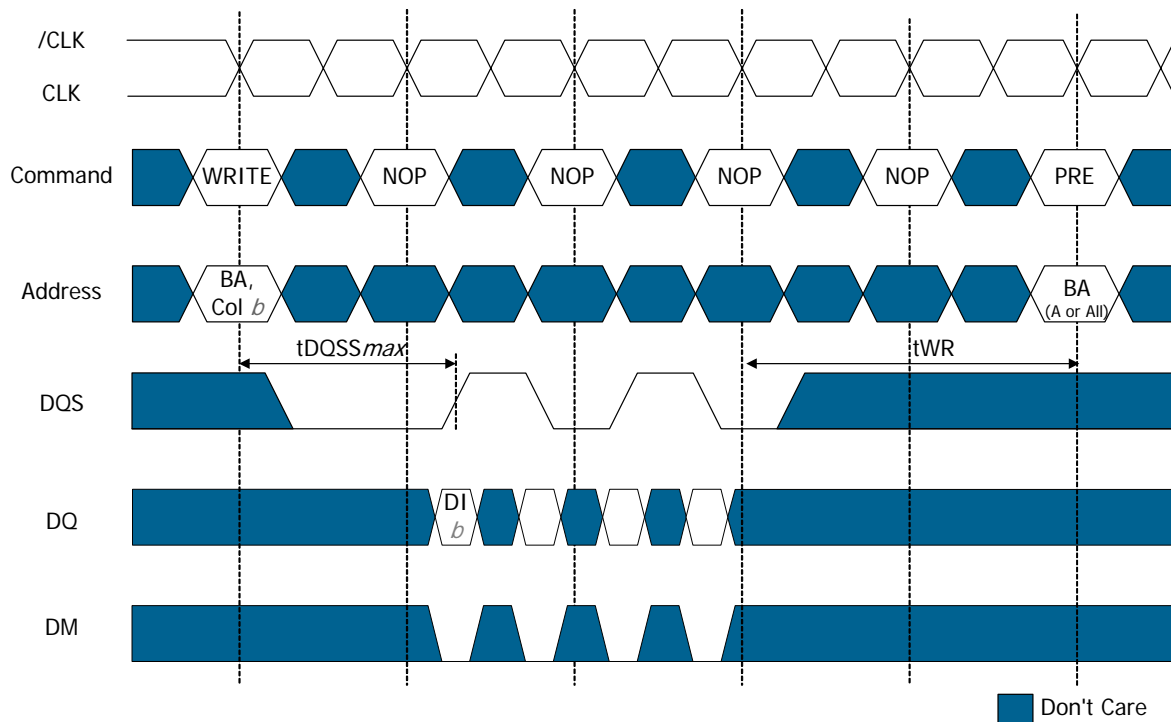 /CLK
CLK
Command
WRITE
NOP
NOP
NOP
NOP
PRE
Address
BA,
Col b
BA
(A or All)
tDQSSmax
tWR
DQS
DQ
DI
b
DM
Don't Care